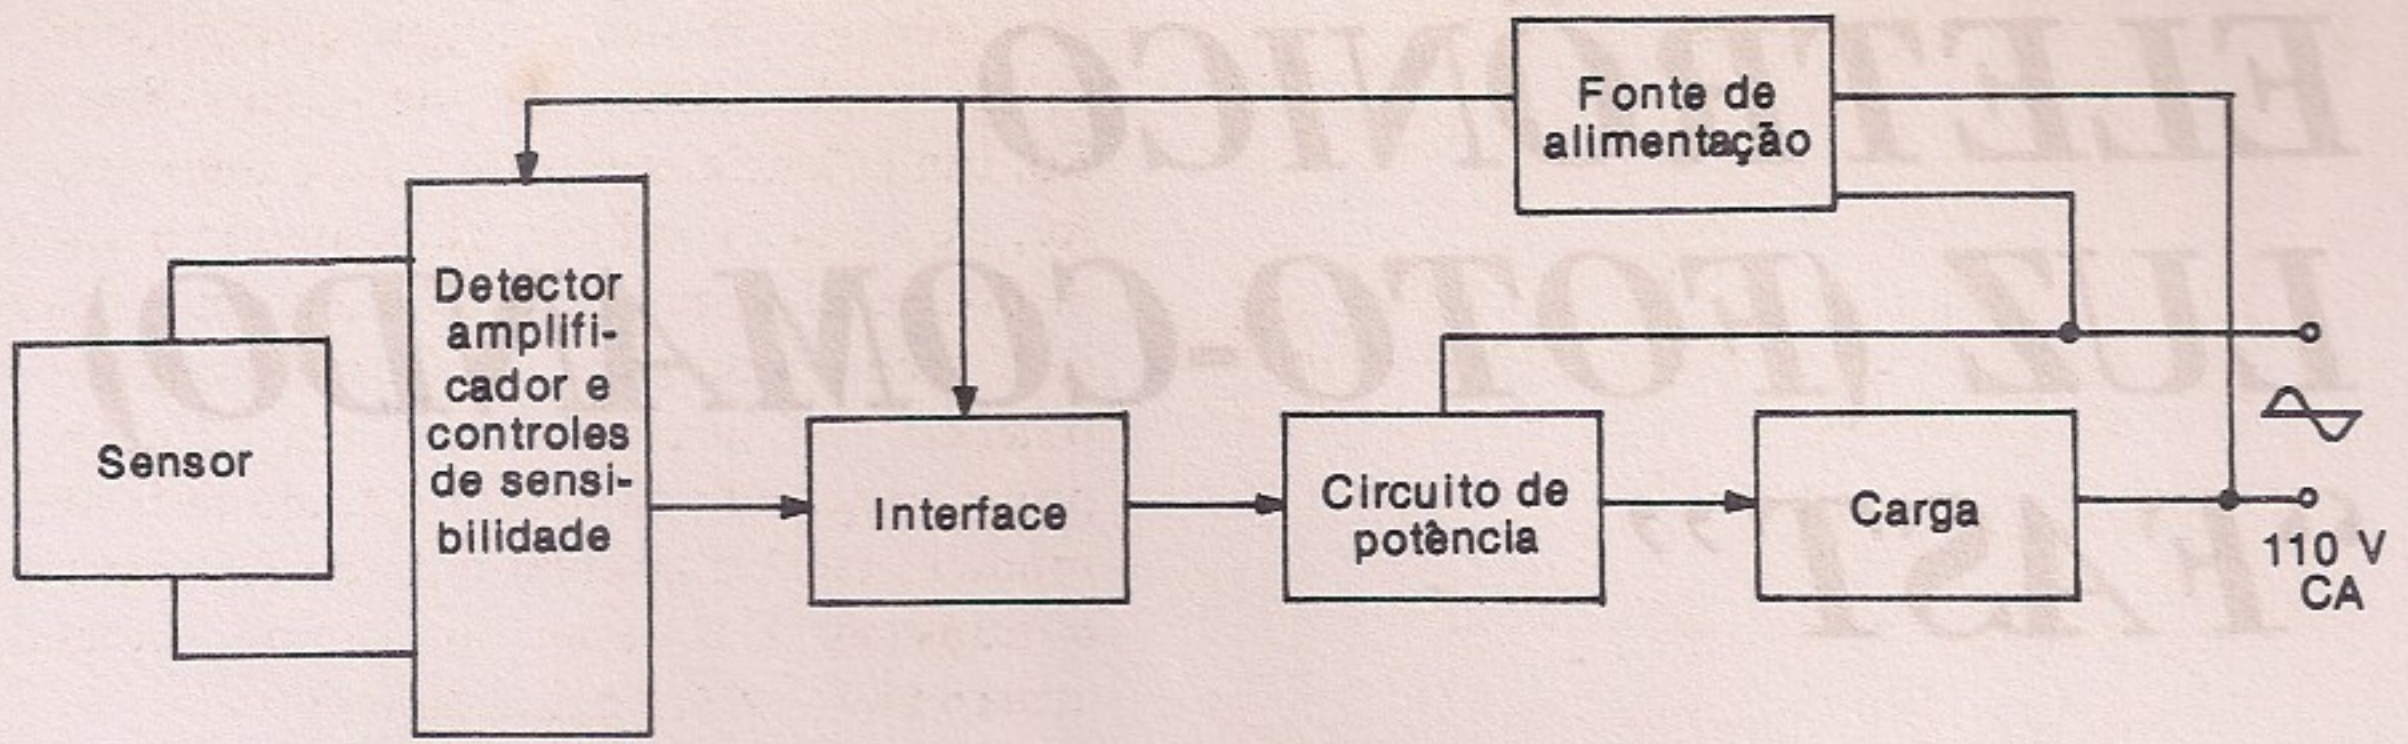 Fonte de
alimentação
Detector
amplifi-
cador e
controles
de sensi-
bilidade
Sensor
Interface
Circuito de
potência
Carga
110 V
CA